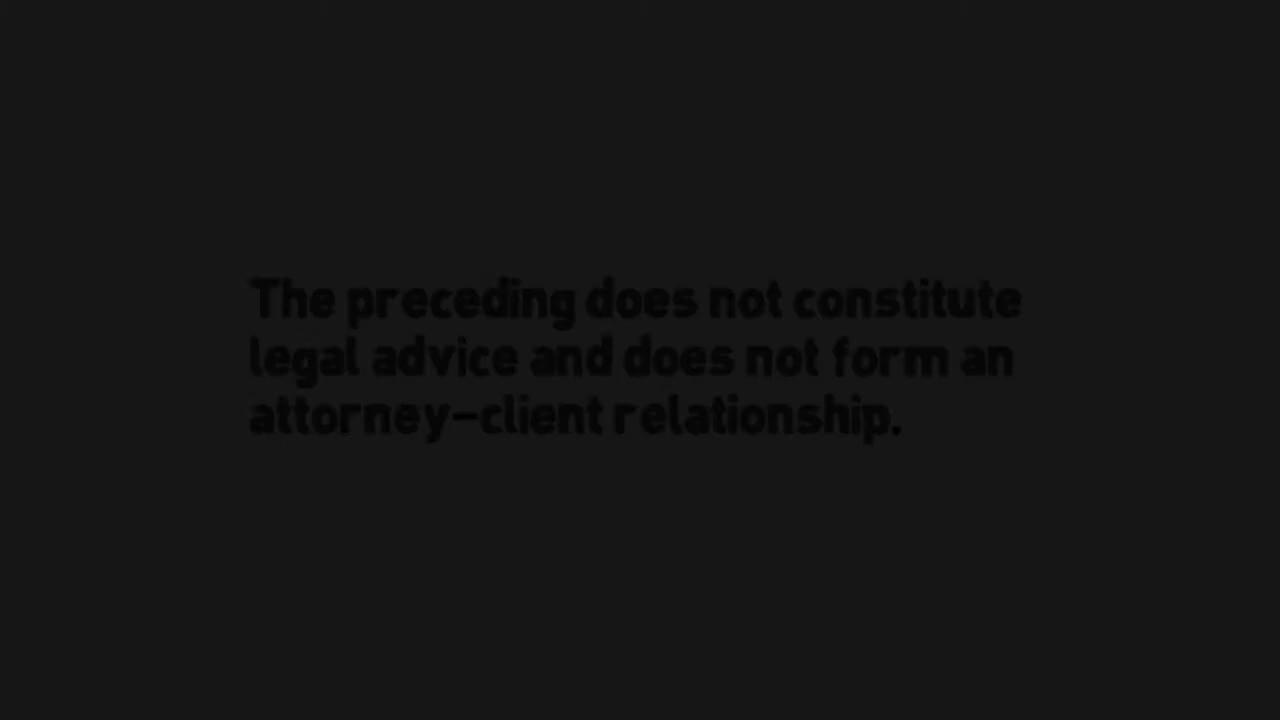 The preceding does not constitute
legal advice and does not form an
attorney-client relationship.